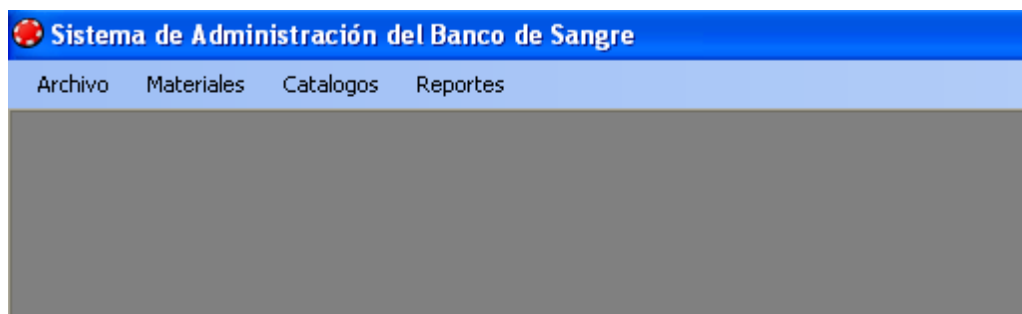 Sistema de Administración del Banco de Sangre
Archivo Materiales Catalogos Reportes